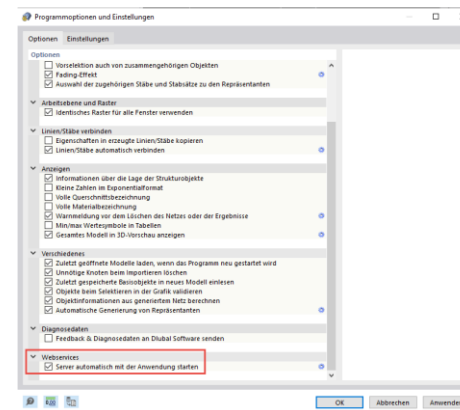 Programmoptionen und Einstellungen
Optionen Einstellungen
Optionen
Vorselektion auch von zusammengehörigen Objekten
Fading-Effekt
Auswahl der zugehörigen Stäbe und Stabsätze zu den Repräsentanten
Arbeitsebene und Raster
Identisches Raster für alle Fenster verwenden
Linien/Stäbe verbinden
Eigenschaften in erzeugte Linien/Stäbe kopieren
Linien/Stäbe automatisch verbinden
Anzeigen
Informationen über die Lage der Strukturobjekte
Kleine Zahlen im Exponentialformat
Volle Querschnittsbezeichnung
Volle Materialbezeichnung
Warnmeldung vor dem Löschen des Netzes oder der Ergebnisse
Min/max Wertesymbole in Tabellen
Gesamtes Modell in 3D-Vorschau anzeigen
Verschiedenes
Zuletzt geöffnete Modelle laden, wenn das Programm neu gestartet wird
Unnötige Knoten beim Importieren löschen
Zuletzt gespeicherte Basisobjekte in neues Modell einlesen
Objekte beim Selektieren in der Grafik validieren
Objektinformationen aus generiertem Netz berechnen
Automatische Generierung von Repräsentanten
Diagnosedaten
Feedback & Diagnosedaten an Dlubal Software senden
Webservices
Server automatisch mit der Anwendung starten
OK Abbrechen Anwenden